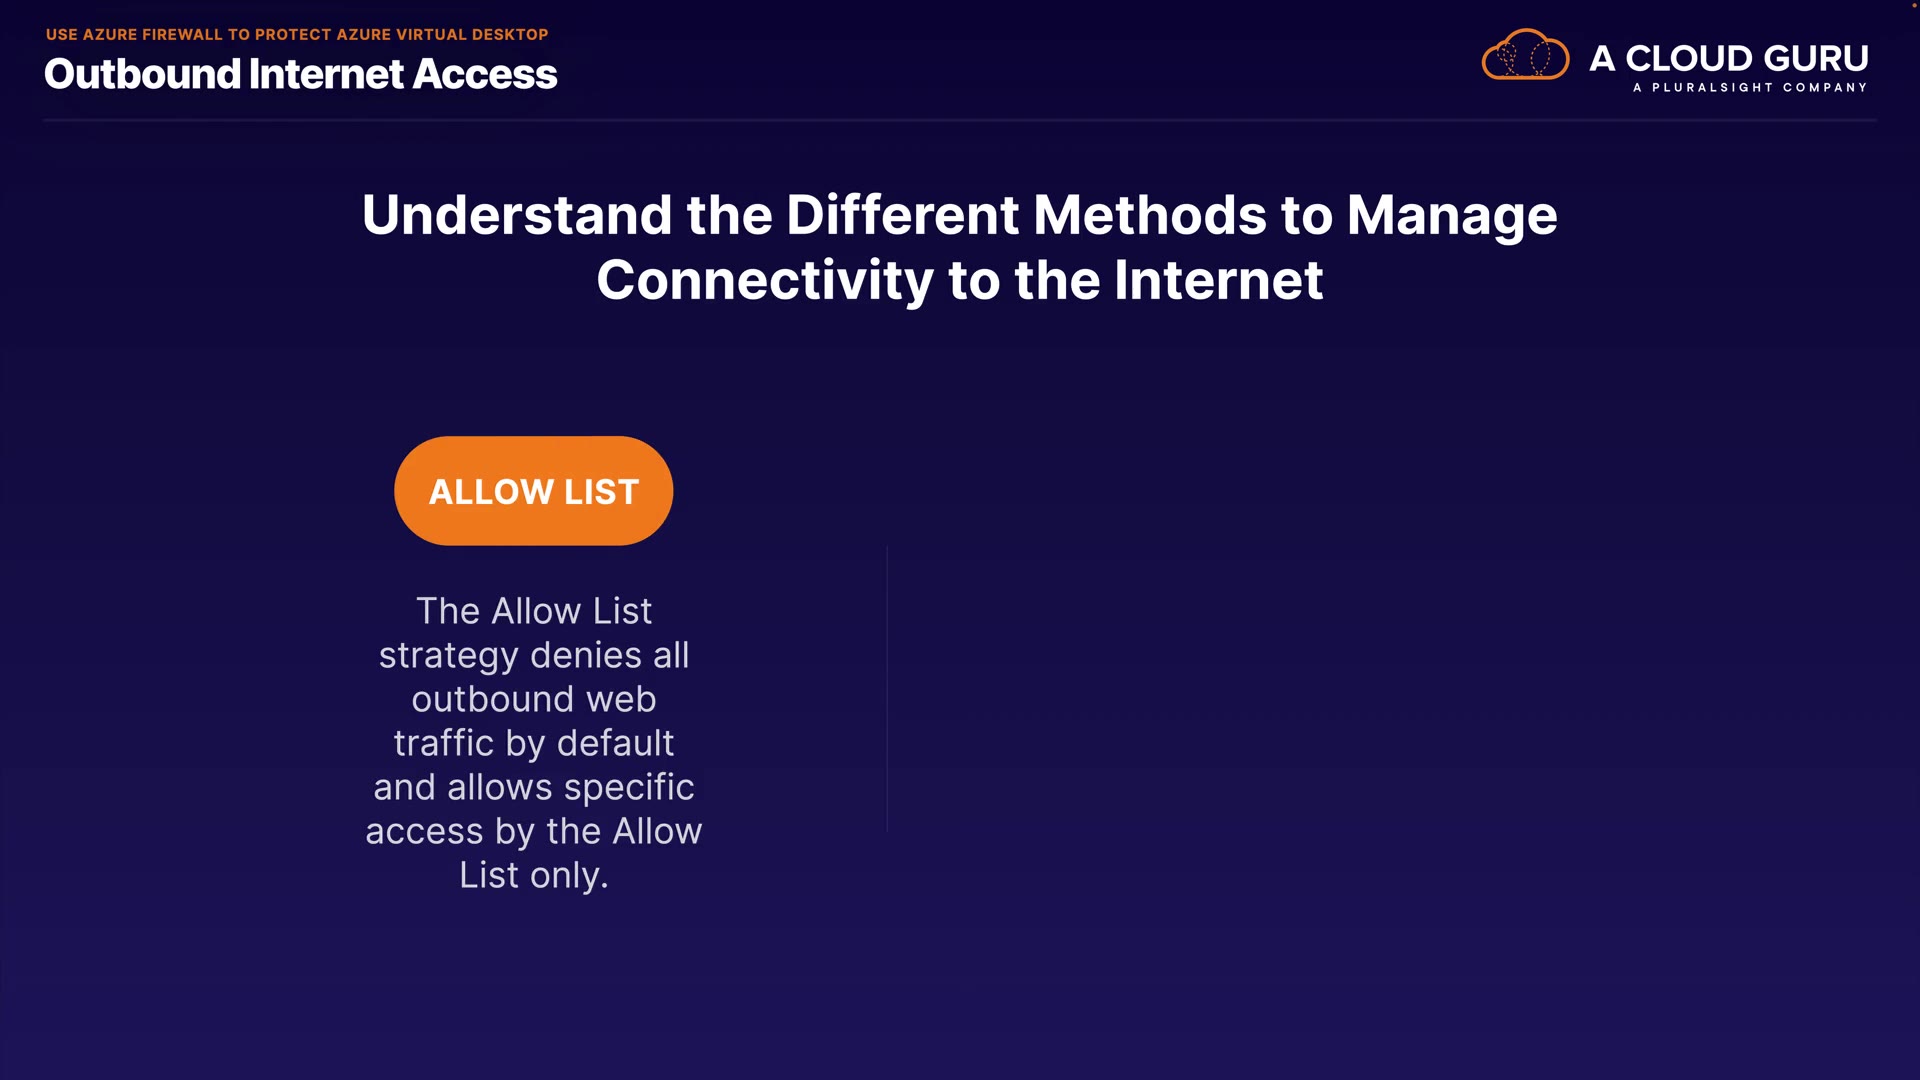 USE AZURE FIREWALL TO PROTECT AZURE VIRTUAL DESKTOP
Outbound Internet Access
A CLOUD GURU
A PLURALSIGHT COMPANY
Understand the Different Methods to Manage
Connectivity to the Internet
ALLOW LIST
The Allow List
strategy denies all
outbound web
traffic by default
and allows specific
access by the Allow
List only.